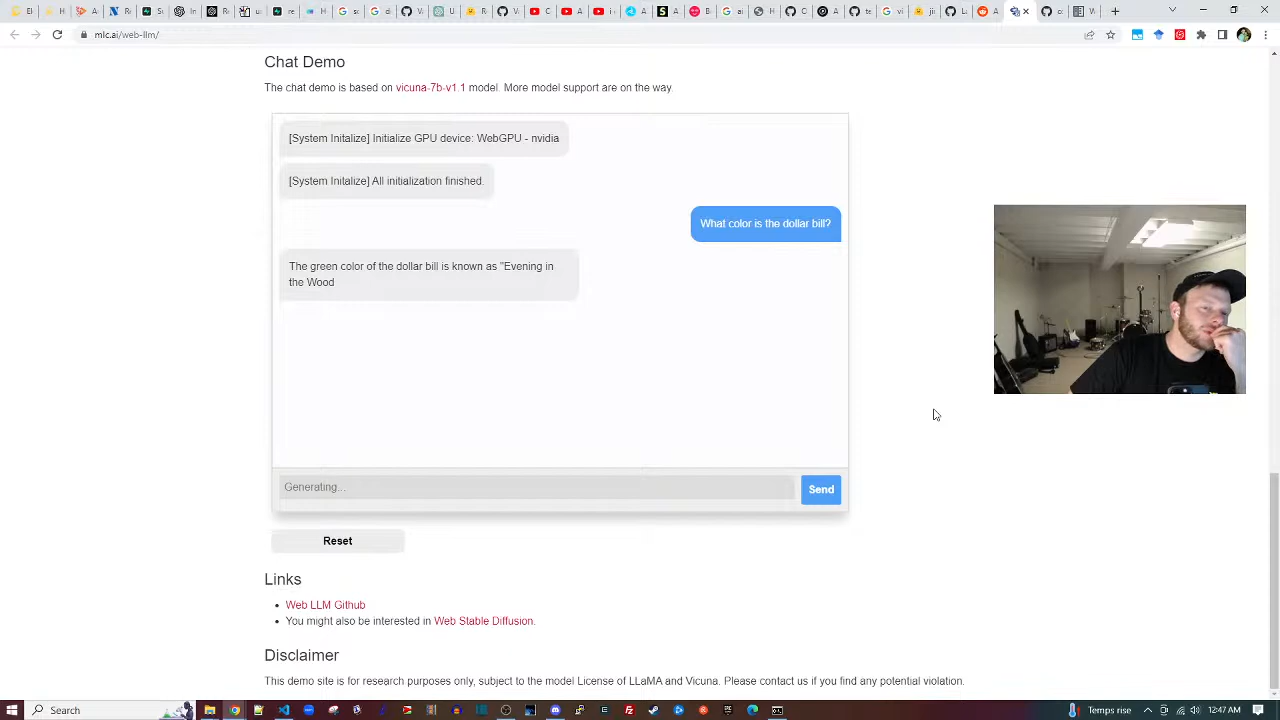 mlc.ai/web-llm/
Chat Demo
The chat demo is based on vicuna-7b-v1.1 model. More model support are on the way.
[System Initalize] Initialize GPU device: WebGPU - nvidia
[System Initalize] All initialization finished.
What color is the dollar bill?
The green color of the dollar bill is known as "Evening in
the Wood
Generating...
Send
Reset
Links
Web LLM Github
You might also be interested in Web Stable Diffusion.
Disclaimer
This demo site is for research purposes only, subject to the model License of LLaMA and Vicuna. Please contact us if you find any potential violation.
Search
Temps rise
12:47 AM